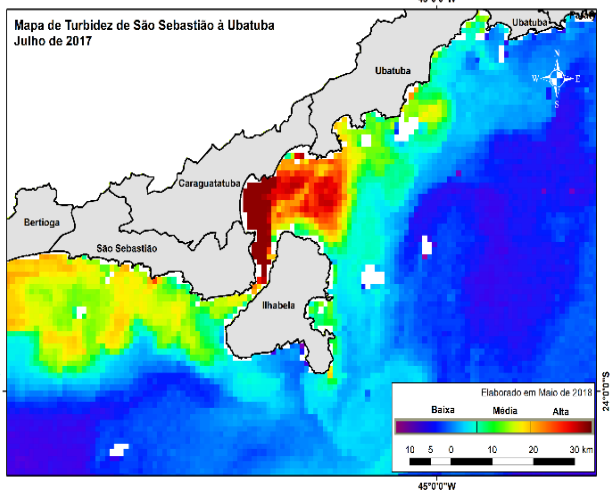 45°0'0"W
Mapa de Turbidez de São Sebastião à Ubatuba
Julho de 2017
Ubatuba
N
W E
S
Ubatuba
Caraguatatuba
Bertioga
São Sebastião
Ilhabela
Elaborado em Maio de 2018
Baixa Média Alta
10 5 0 10 20 30 km
24°0'0"S
45°0'0"W